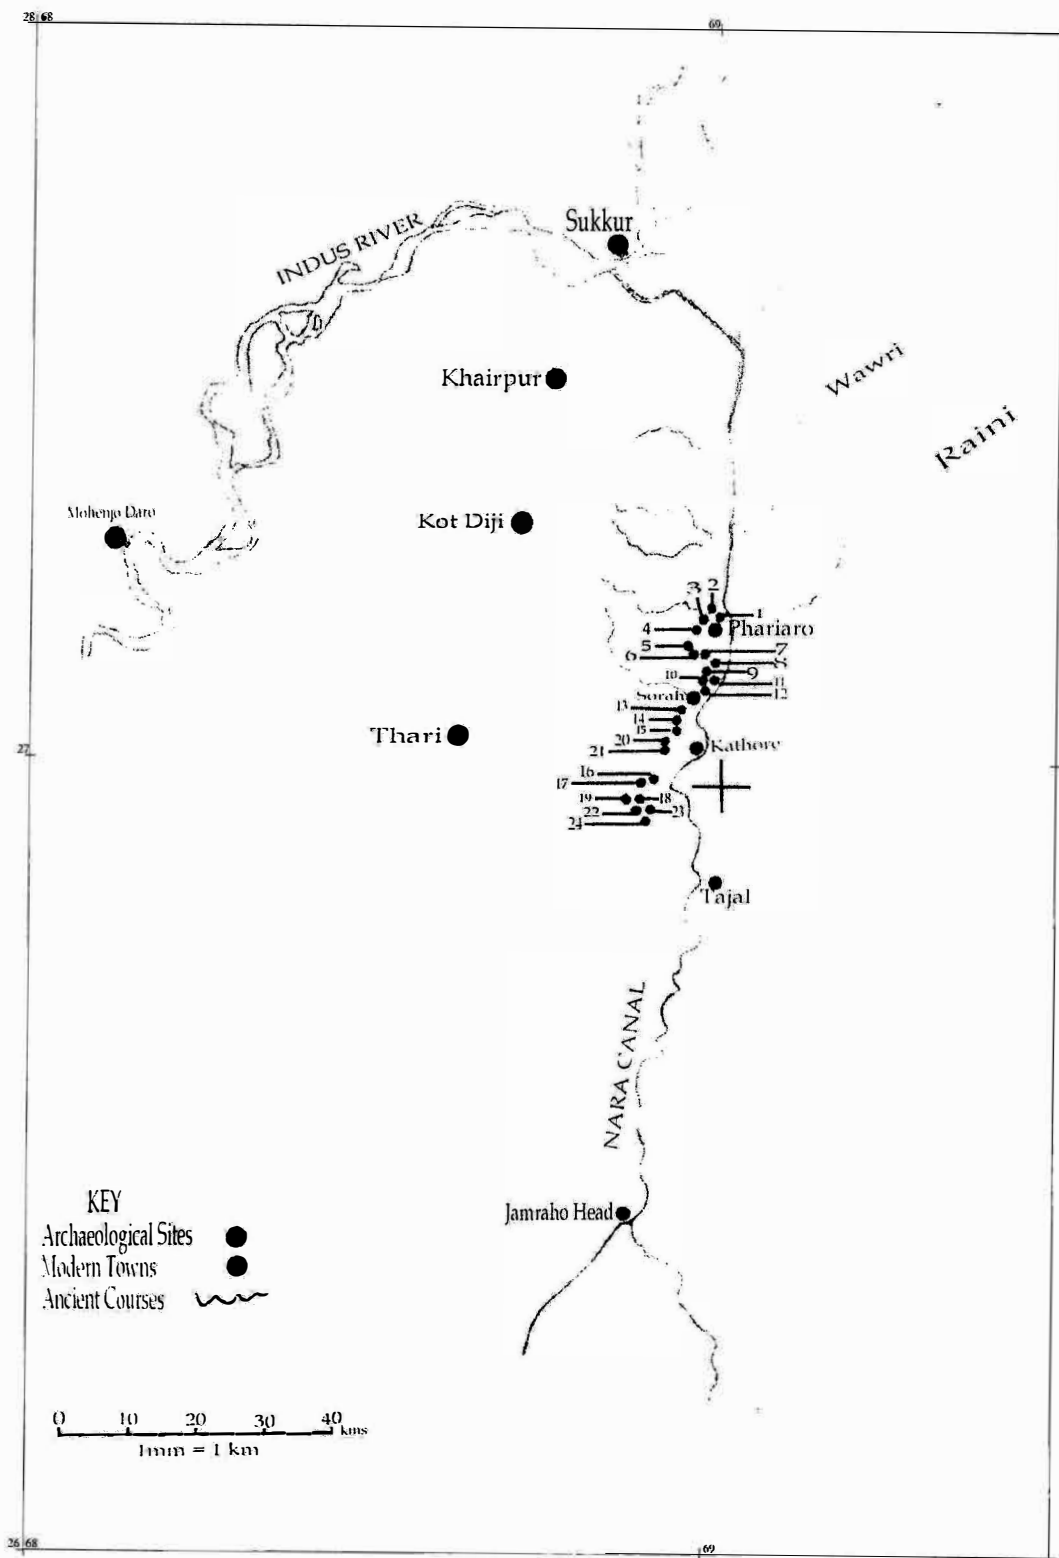 28 68
69
Sukkur
INDUS RIVER
Khairpur
Wawri
Raini
Mohenjo Daro
Kot Diji
3 2
1
4
Phariaro
5
7
6
8
9
10
11
12
Sorah
13
14
15
20
Kathore
21
27
Thari
16
17
19
18
22
23
24
Tajal
NARA CANAL
Jamraho Head
KEY
Archaeological Sites
Modern Towns
Ancient Courses
0 10 20 30 40 kms
1mm = 1 km
26 68
69